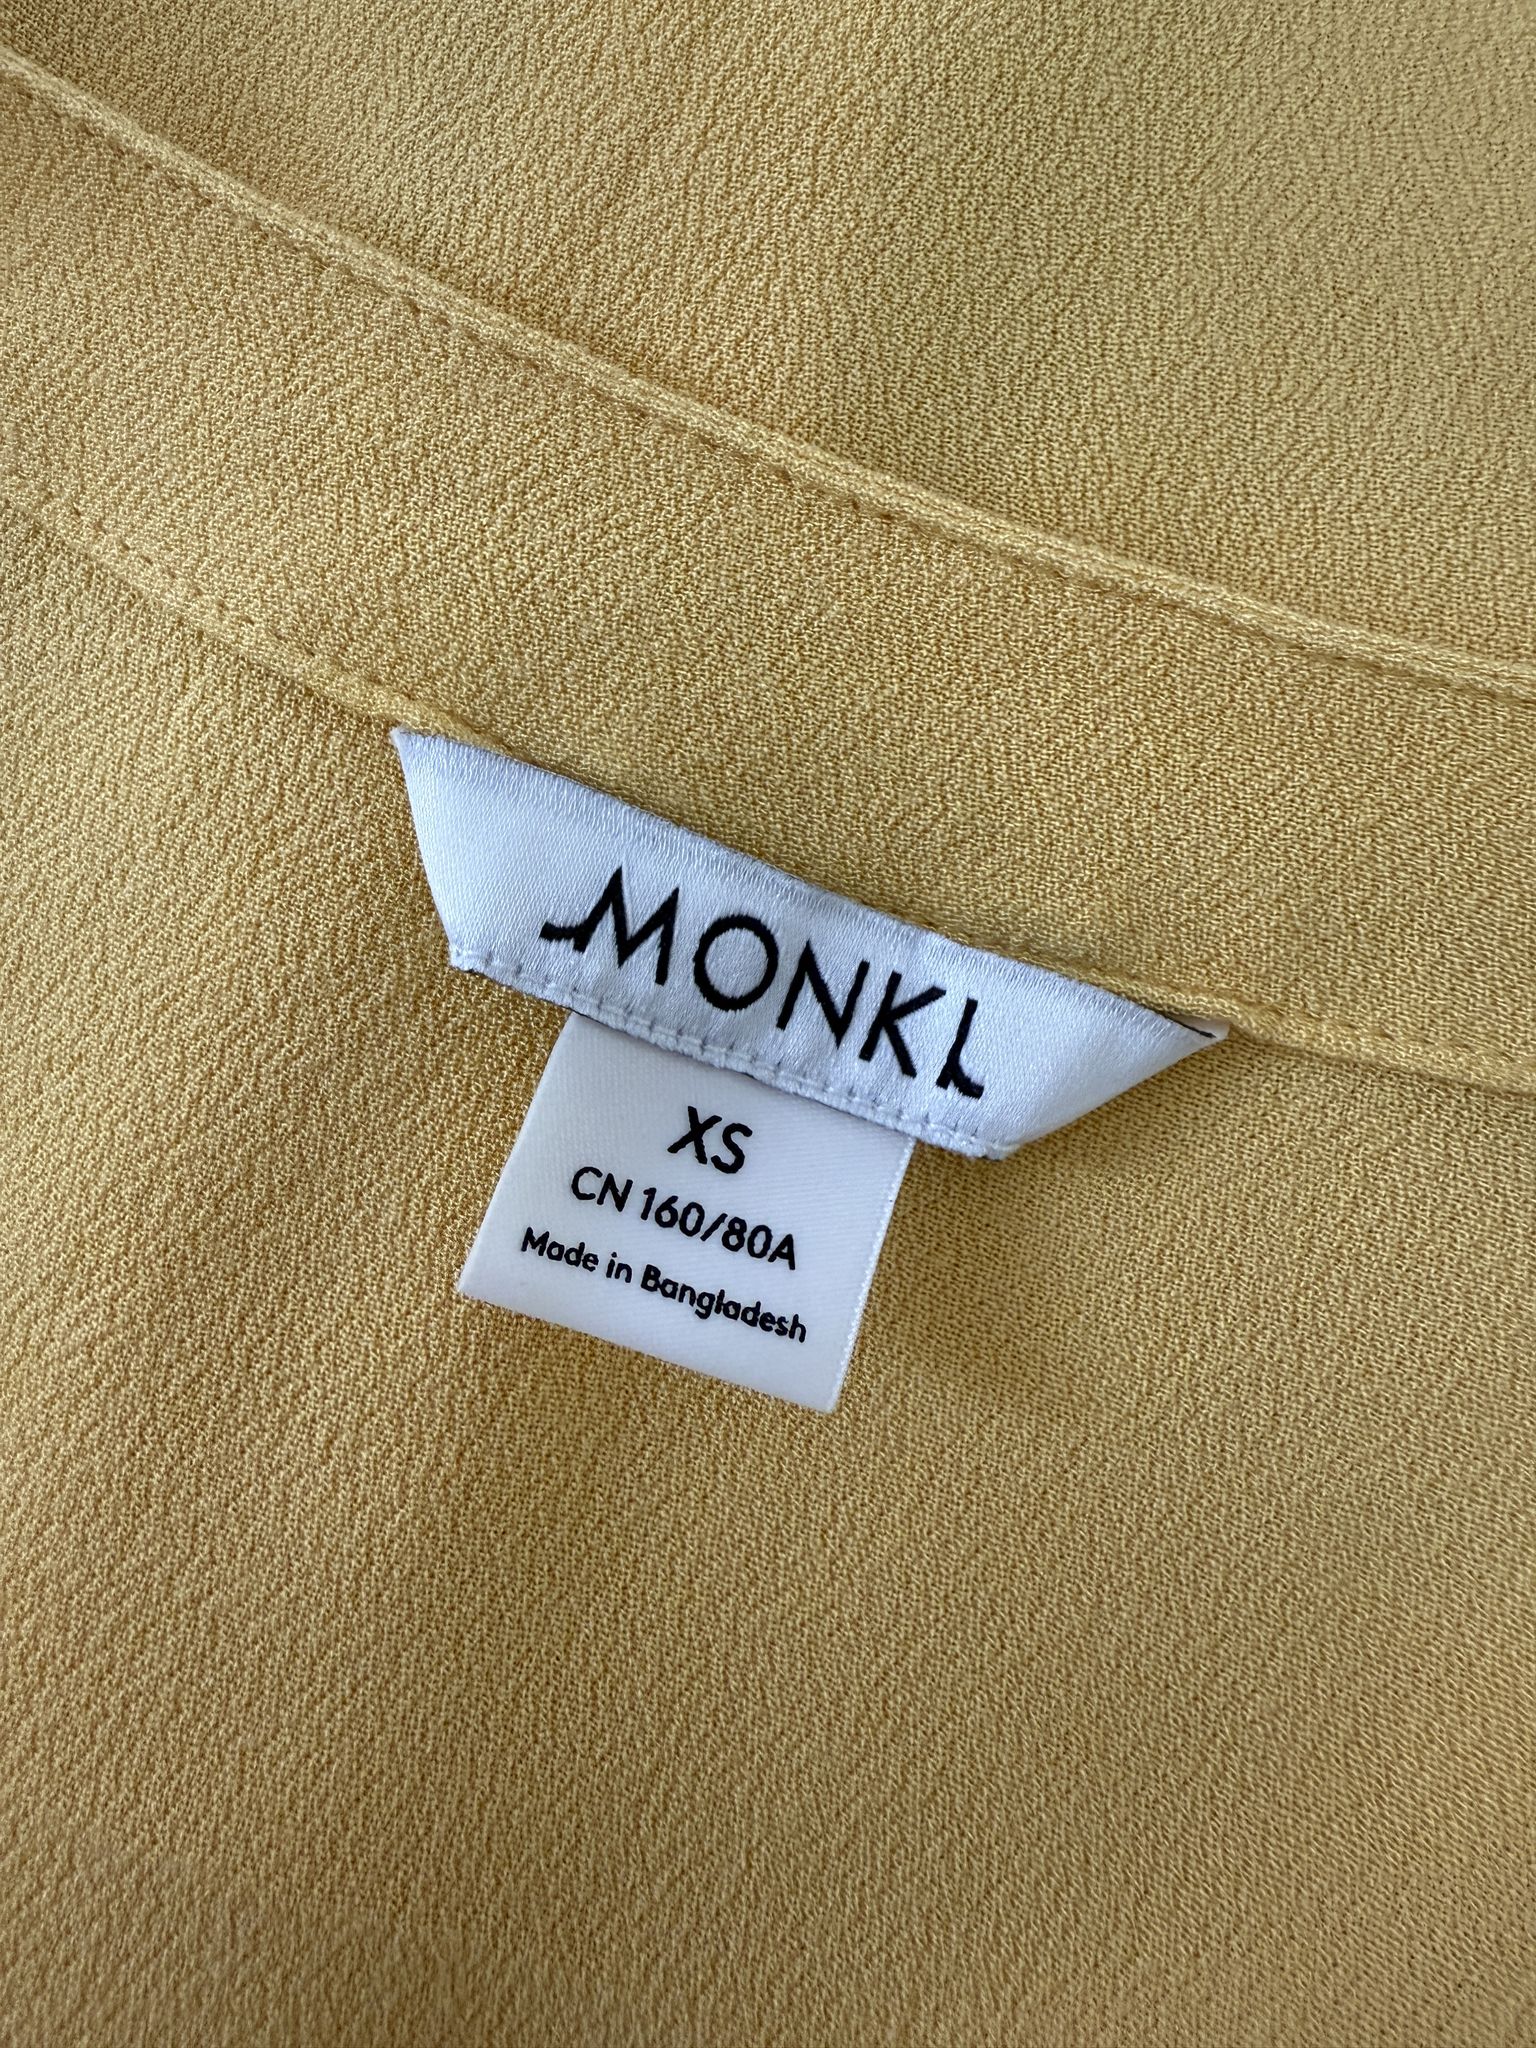 MONKI
XS
CN 160/80A
Made in Bangladesh